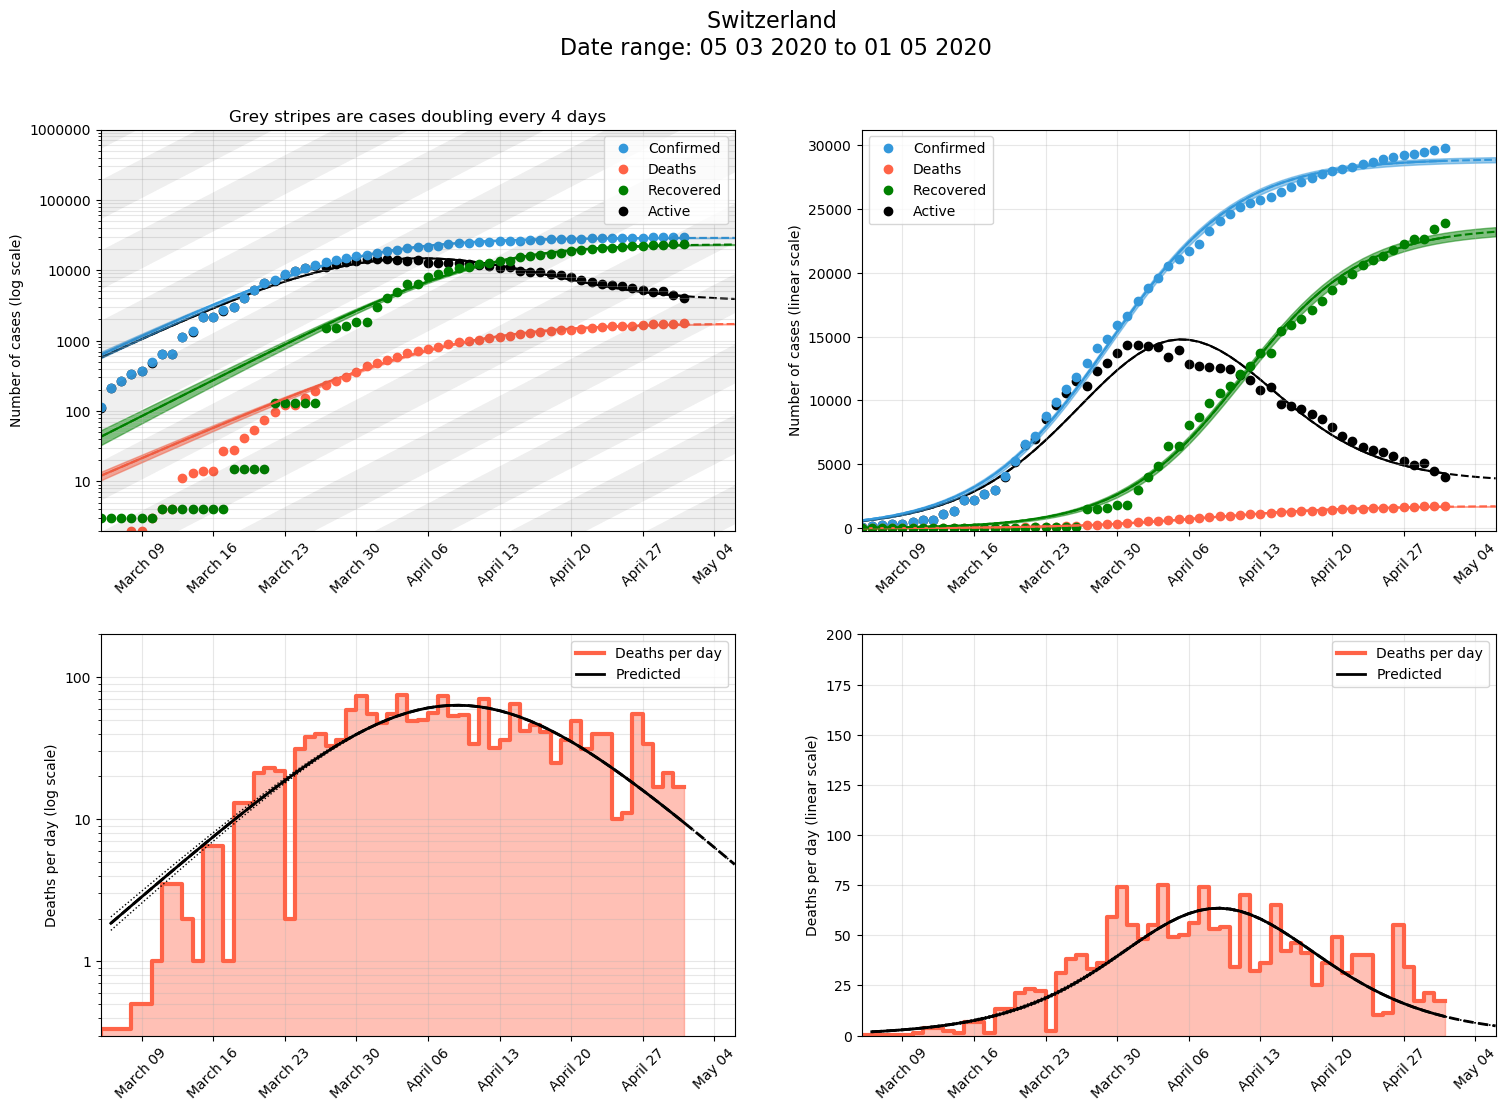 Switzerland
Date range: 05 03 2020 to 01 05 2020
Grey stripes are cases doubling every 4 days
Number of cases (log scale)
1000000
100000
10000
1000
100
10
Confirmed
Deaths
Recovered
Active
March 09
March 16
March 23
March 30
April 06
April 13
April 20
April 27
May 04
Number of cases (linear scale)
30000
25000
20000
15000
10000
5000
0
Confirmed
Deaths
Recovered
Active
March 09
March 16
March 23
March 30
April 06
April 13
April 20
April 27
May 04
Deaths per day (log scale)
100
10
1
Deaths per day
Predicted
March 09
March 16
March 23
March 30
April 06
April 13
April 20
April 27
May 04
Deaths per day (linear scale)
200
175
150
125
100
75
50
25
0
Deaths per day
Predicted
March 09
March 16
March 23
March 30
April 06
April 13
April 20
April 27
May 04